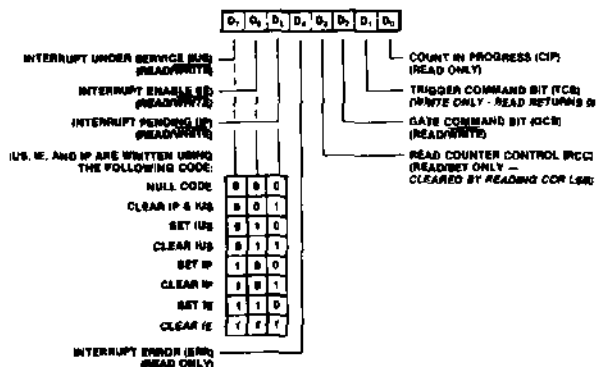 D7 D6 D5 D4 D3 D2 D1 D0
INTERRUPT UNDER SERVICE (IUS)
(READ/WRITE)
INTERRUPT ENABLE (IE)
(READ/WRITE)
INTERRUPT PENDING (IP)
(READ/WRITE)
IUS, IE, AND IP ARE WRITTEN USING
THE FOLLOWING CODE:
NULL CODE 0 0 0
CLEAR IP & IUS 0 0 1
SET IUS 0 1 0
CLEAR IUS 0 1 1
SET IP 1 0 0
CLEAR IP 1 0 1
SET IE 1 1 0
CLEAR IE 1 1 1
INTERRUPT ERROR (ERR)
(READ ONLY)
COUNT IN PROGRESS (CIP)
(READ ONLY)
TRIGGER COMMAND BIT (TCB)
(WRITE ONLY - READ RETURNS 0)
GATE COMMAND BIT (GCB)
(READ/WRITE)
READ COUNTER CONTROL (RCC)
(READ/SET ONLY —
CLEARED BY READING CCR LSB)